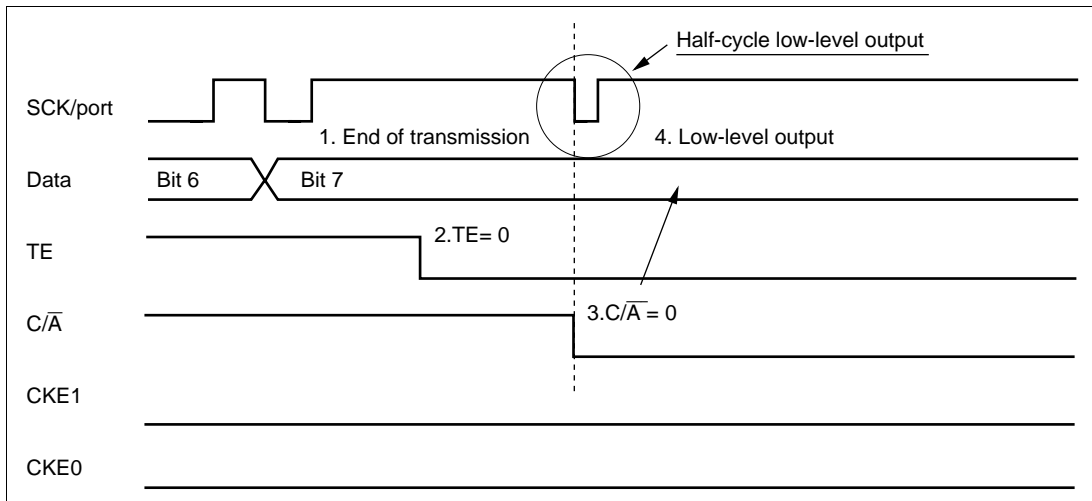 Half-cycle low-level output
SCK/port
1. End of transmission
4. Low-level output
Data
Bit 6
Bit 7
TE
2.TE= 0
C/A̅
3.C/A̅ = 0
CKE1
CKE0